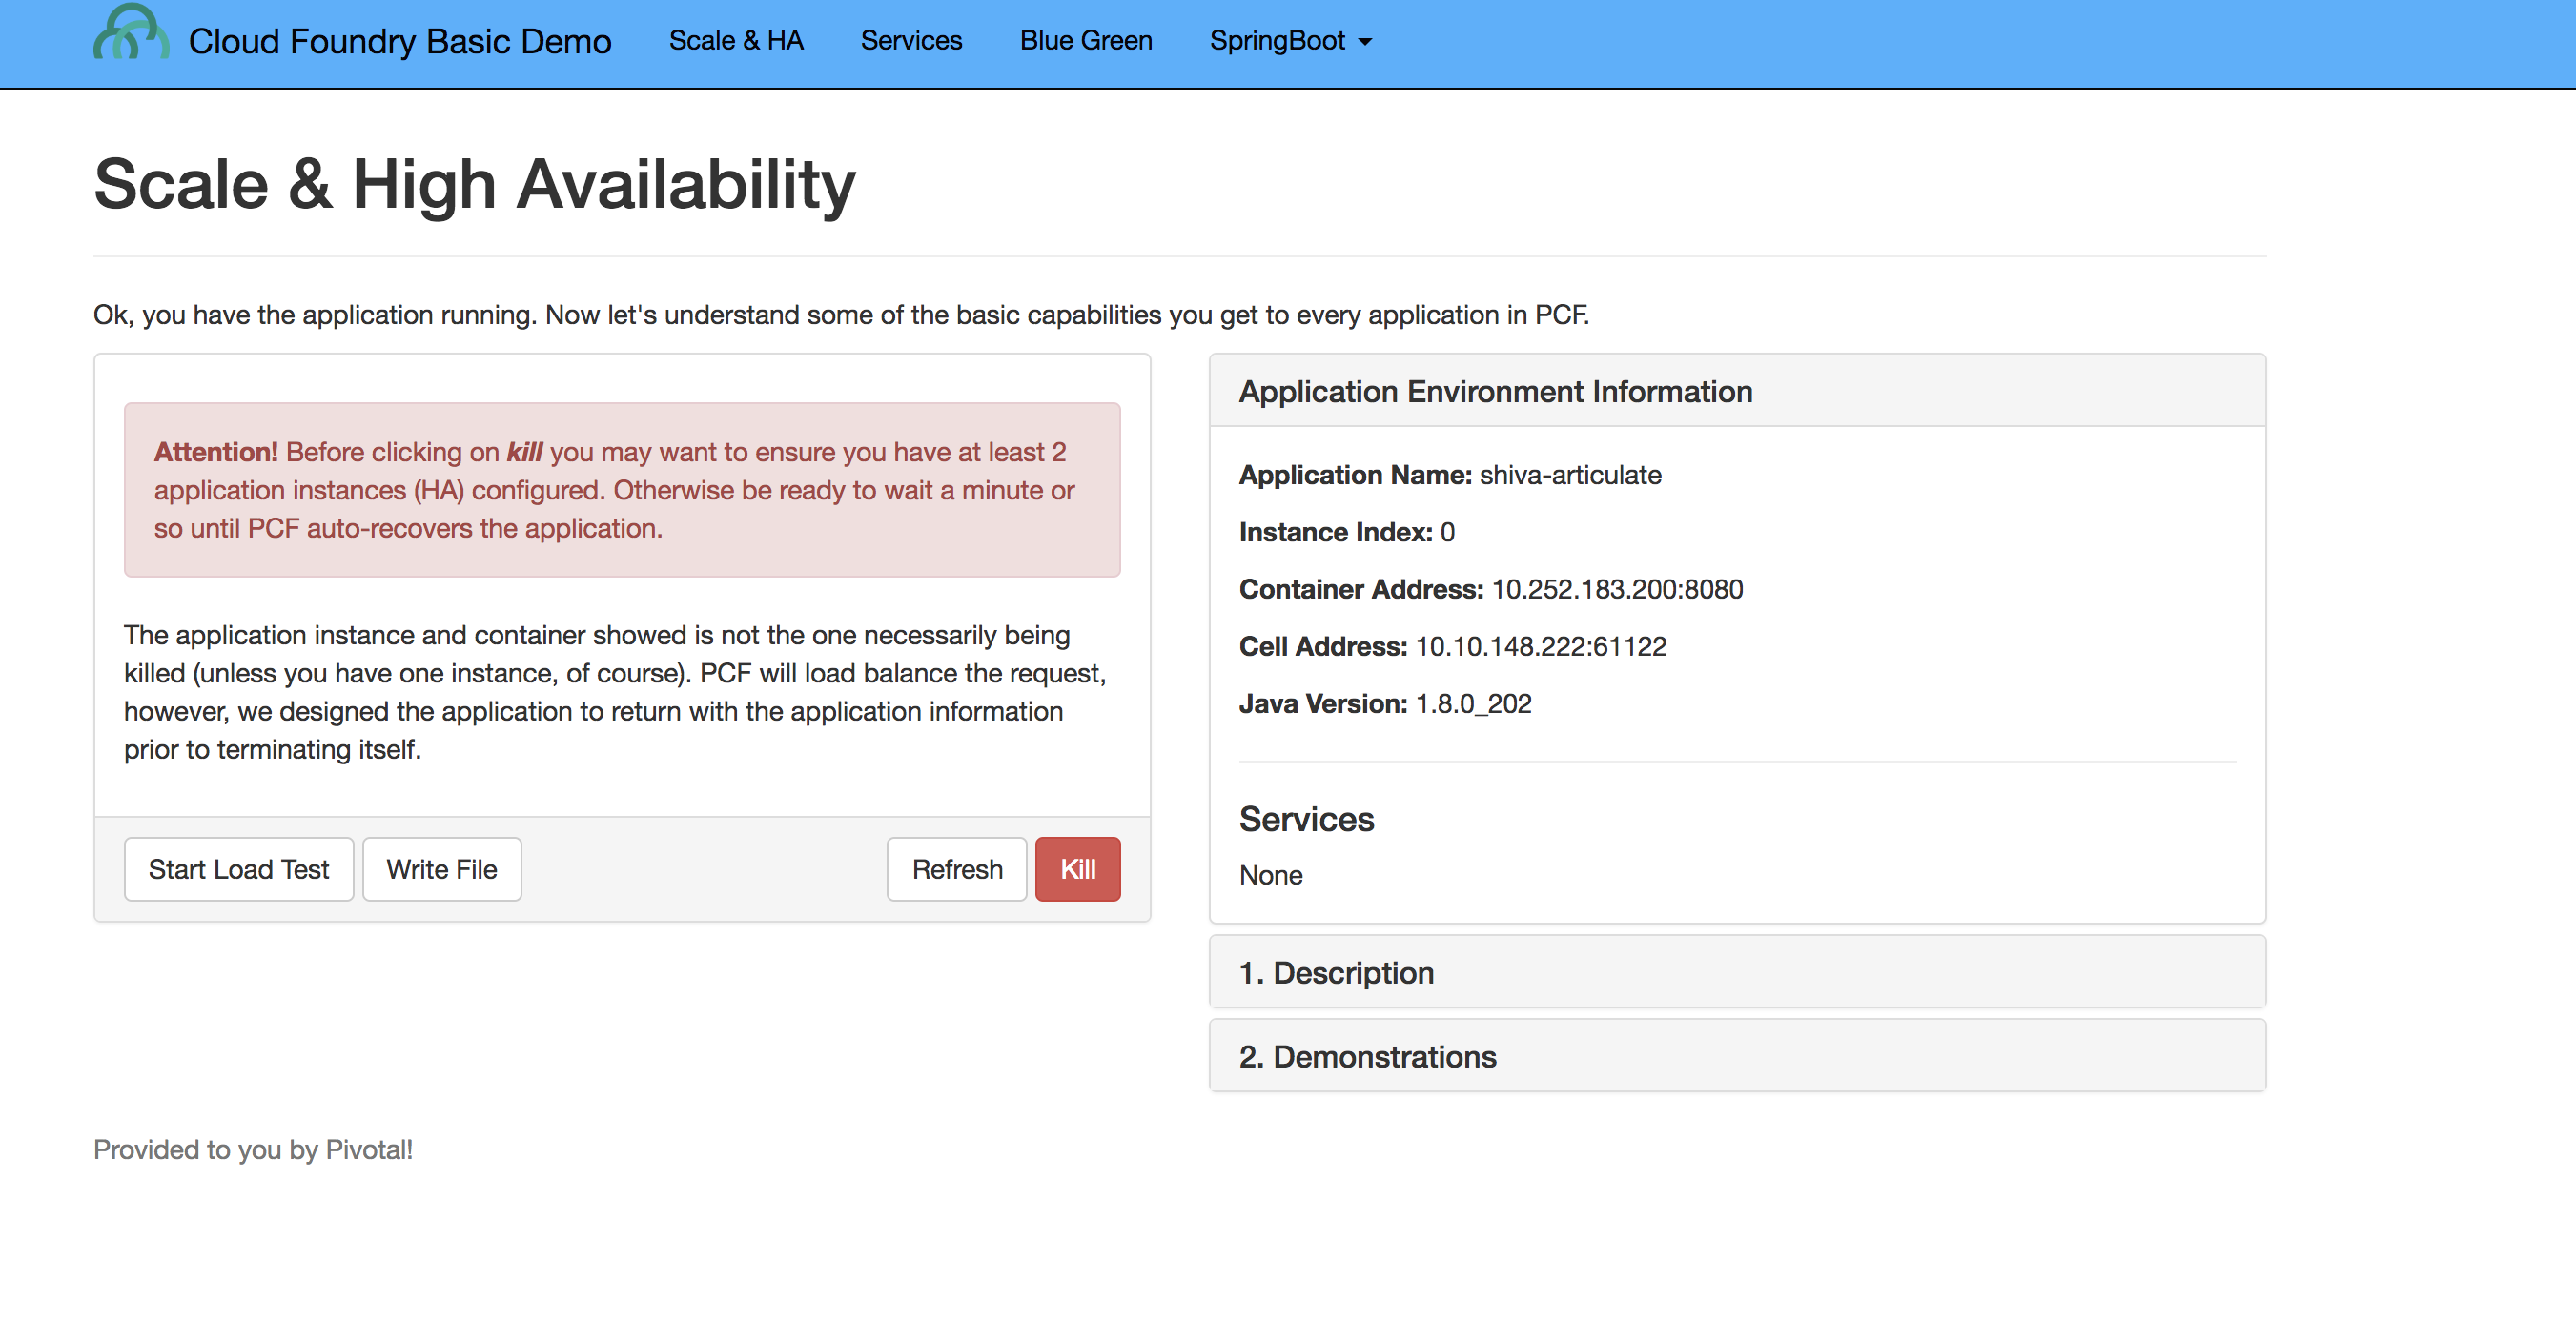 Cloud Foundry Basic Demo Scale & HA Services Blue Green SpringBoot
Scale & High Availability
Ok, you have the application running. Now let's understand some of the basic capabilities you get to every application in PCF.
Attention! Before clicking on kill you may want to ensure you have at least 2
application instances (HA) configured. Otherwise be ready to wait a minute or
so until PCF auto-recovers the application.
The application instance and container showed is not the one necessarily being
killed (unless you have one instance, of course). PCF will load balance the request,
however, we designed the application to return with the application information
prior to terminating itself.
Start Load Test Write File Refresh Kill
Application Environment Information
Application Name: shiva-articulate
Instance Index: 0
Container Address: 10.252.183.200:8080
Cell Address: 10.10.148.222:61122
Java Version: 1.8.0_202
Services
None
1. Description
2. Demonstrations
Provided to you by Pivotal!